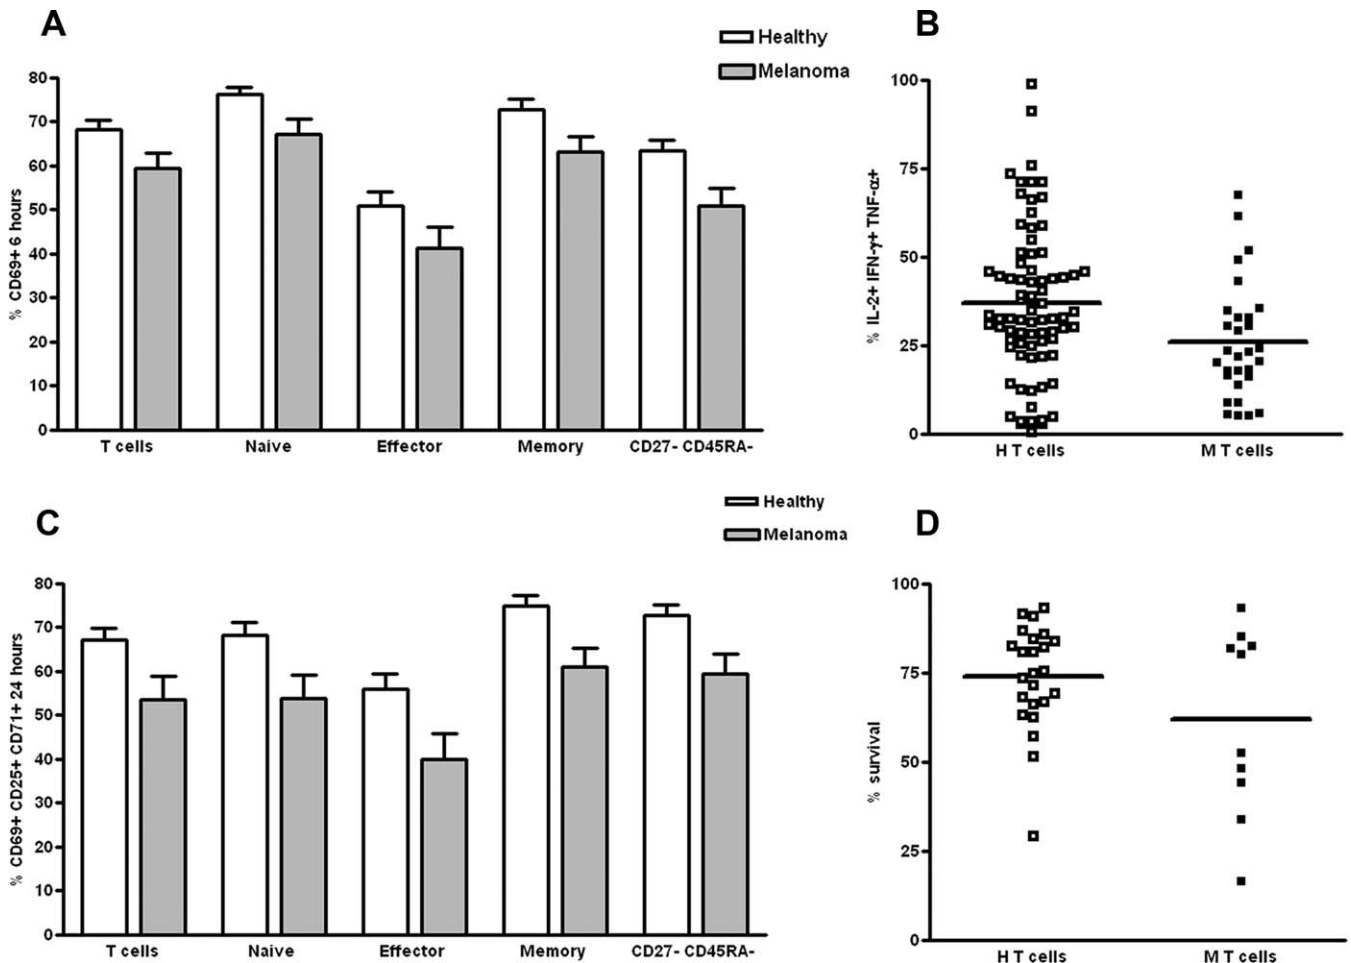 A
Healthy
Melanoma
% CD69+ 6 hours
80
70
60
50
40
30
20
10
0
T cells
Naive
Effector
Memory
CD27- CD45RA-
B
% IL-2+ IFN-γ+ TNF-α+
100
75
50
25
0
H T cells
M T cells
C
Healthy
Melanoma
% CD69+ CD25+ CD71+ 24 hours
80
70
60
50
40
30
20
10
0
T cells
Naive
Effector
Memory
CD27- CD45RA-
D
% survival
100
75
50
25
0
H T cells
M T cells